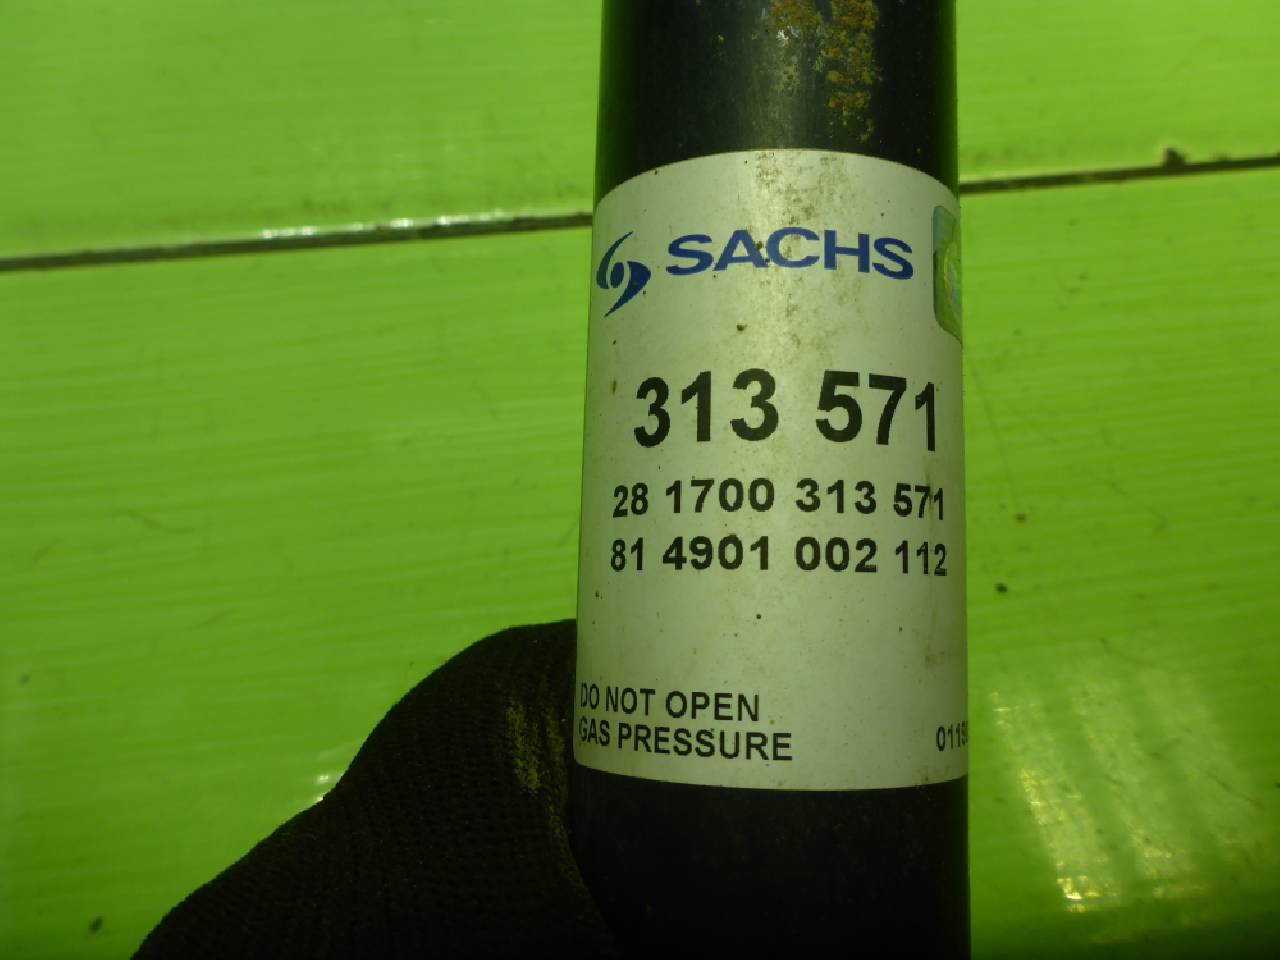 SACHS
313 571
28 1700 313 571
81 4901 002 112
DO NOT OPEN
GAS PRESSURE